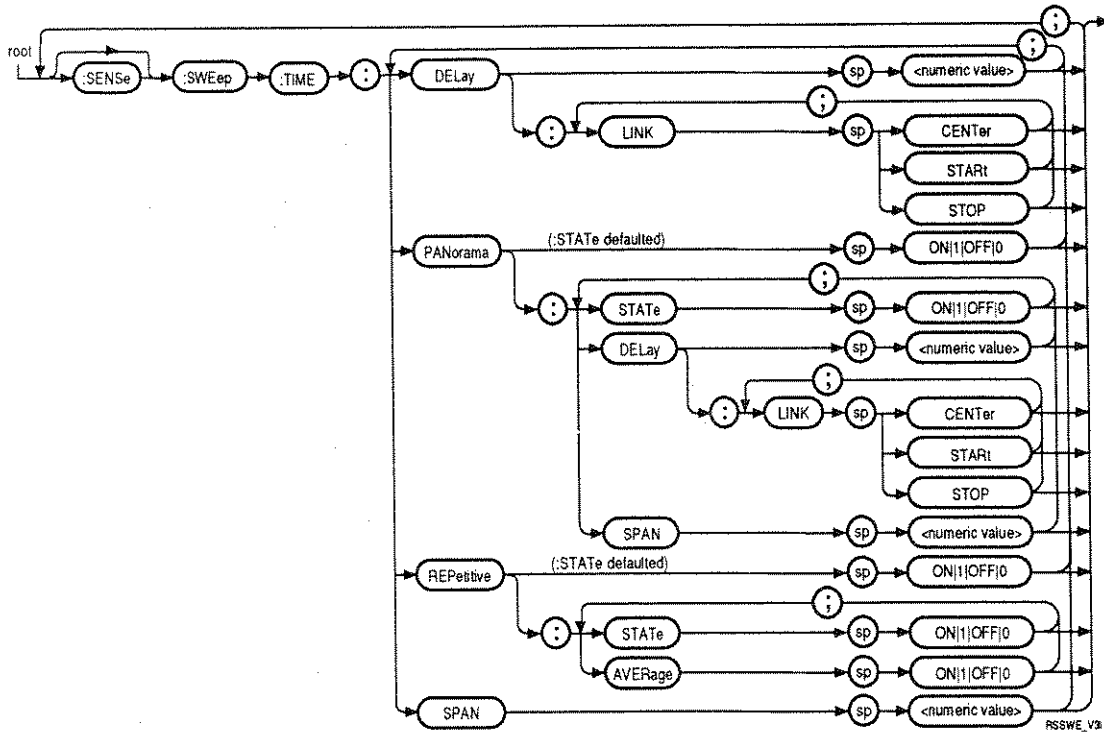 ;
root
;
:SENSe :SWEep :TIME : DELay sp <numeric value>
;
: LINK sp CENTer
STARt
STOP
PANorama (:STATe defaulted) sp ON|1|OFF|0
;
: STATe sp ON|1|OFF|0
DELay sp <numeric value>
;
: LINK sp CENTer
STARt
STOP
SPAN sp <numeric value>
REPetitive (:STATe defaulted) sp ON|1|OFF|0
;
: STATe sp ON|1|OFF|0
AVERage sp ON|1|OFF|0
SPAN sp <numeric value>